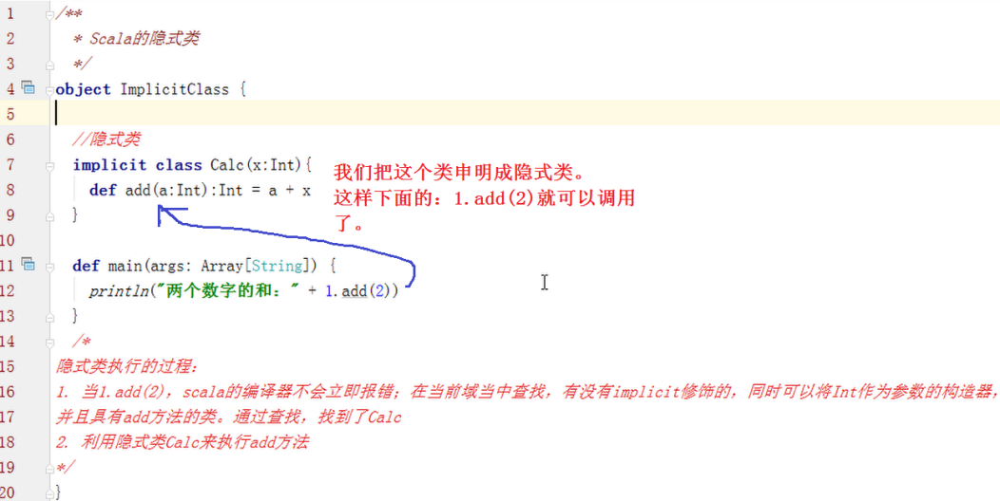 1 /**
2 * Scala的隐式类
3 */
4 object ImplicitClass {
5
6 //隐式类
7 implicit class Calc(x:Int){
我们把这个类申明成隐式类。
8 def add(a:Int):Int = a + x
这样下面的：1.add(2)就可以调用
9 }
了。
10
11 def main(args: Array[String]) {
12 println("两个数字的和：" + 1.add(2))
13 }
14 /*
15 隐式类执行的过程：
16 1. 当1.add(2)，scala的编译器不会立即报错；在当前域当中查找，有没有implicit修饰的，同时可以将Int作为参数的构造器，
17 并且具有add方法的类。通过查找，找到了Calc
18 2. 利用隐式类Calc来执行add方法
19 */
20 }